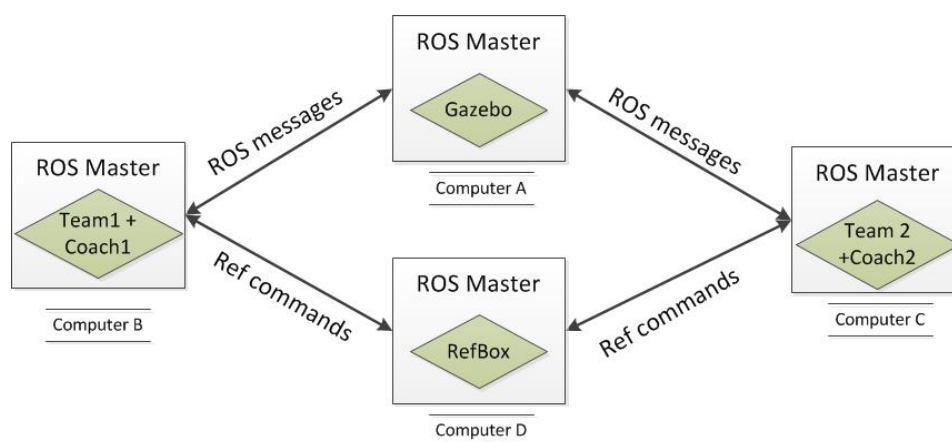 ROS Master
Gazebo
Computer A
ROS messages
ROS messages
ROS Master
Team1 +
Coach1
Computer B
ROS Master
Team 2
+Coach2
Computer C
Ref commands
Ref commands
ROS Master
RefBox
Computer D